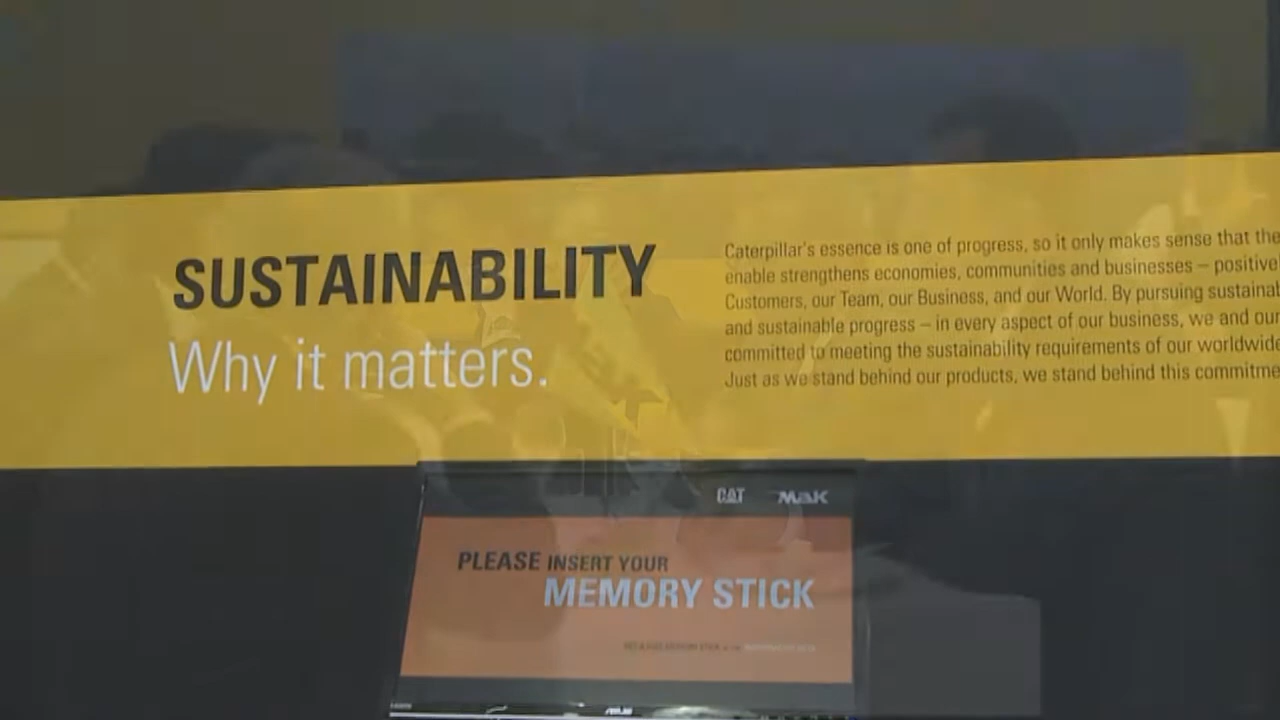 SUSTAINABILITY
Why it matters.
Caterpillar's essence is one of progress, so it only makes sense that the
enable strengthens economies, communities and businesses – positive
Customers, our Team, our Business, and our World. By pursuing sustainab
and sustainable progress – in every aspect of our business, we and our
committed to meeting the sustainability requirements of our worldwide
Just as we stand behind our products, we stand behind this commitme
CAT MaK
PLEASE INSERT YOUR
MEMORY STICK
ASUS